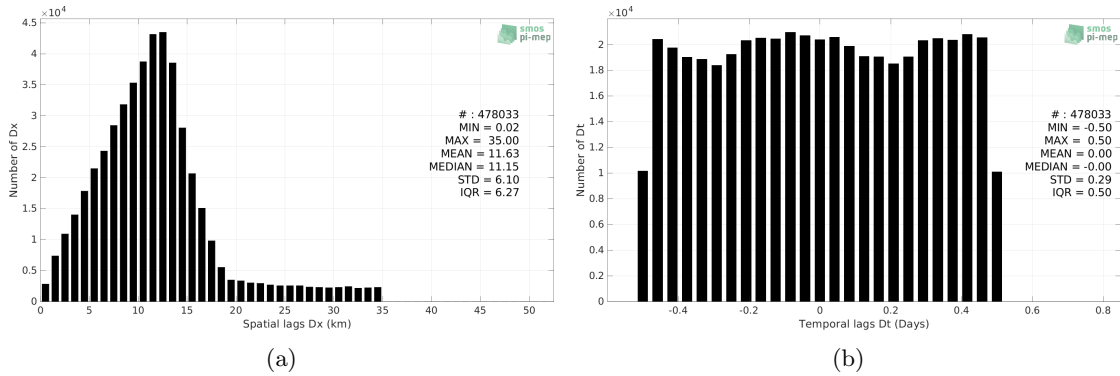 ×10⁴
4.5
4
3.5
3
2.5
2
1.5
1
0.5
0
Number of Dx
smos
pi-mep
# : 478033
MIN = 0.02
MAX = 35.00
MEAN = 11.63
MEDIAN = 11.15
STD = 6.10
IQR = 6.27
0 5 10 15 20 25 30 35 40 45 50
Spatial lags Dx (km)
(a)
×10⁴
2
1.8
1.6
1.4
1.2
1
0.8
0.6
0.4
0.2
0
Number of Dt
smos
pi-mep
# : 478033
MIN = -0.50
MAX = 0.50
MEAN = 0.00
MEDIAN = -0.00
STD = 0.29
IQR = 0.50
-0.4 -0.2 0 0.2 0.4 0.6 0.8
Temporal lags Dt (Days)
(b)